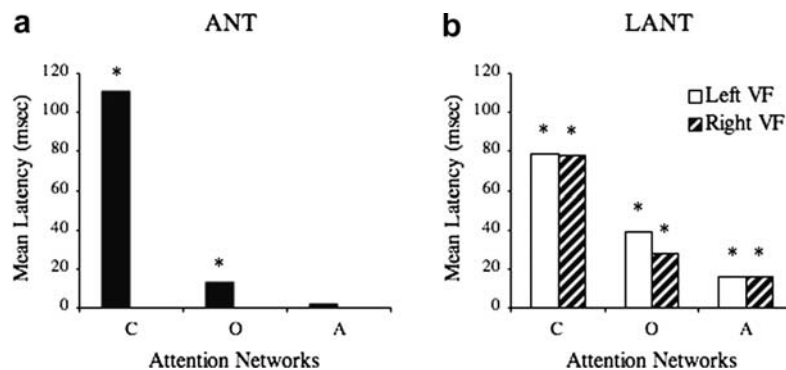 a
ANT
Mean Latency (msec)
120
100
80
60
40
20
0
*
*
C
O
A
Attention Networks
b
LANT
Mean Latency (msec)
120
100
80
60
40
20
0
Left VF
Right VF
* *
* *
* *
C
O
A
Attention Networks